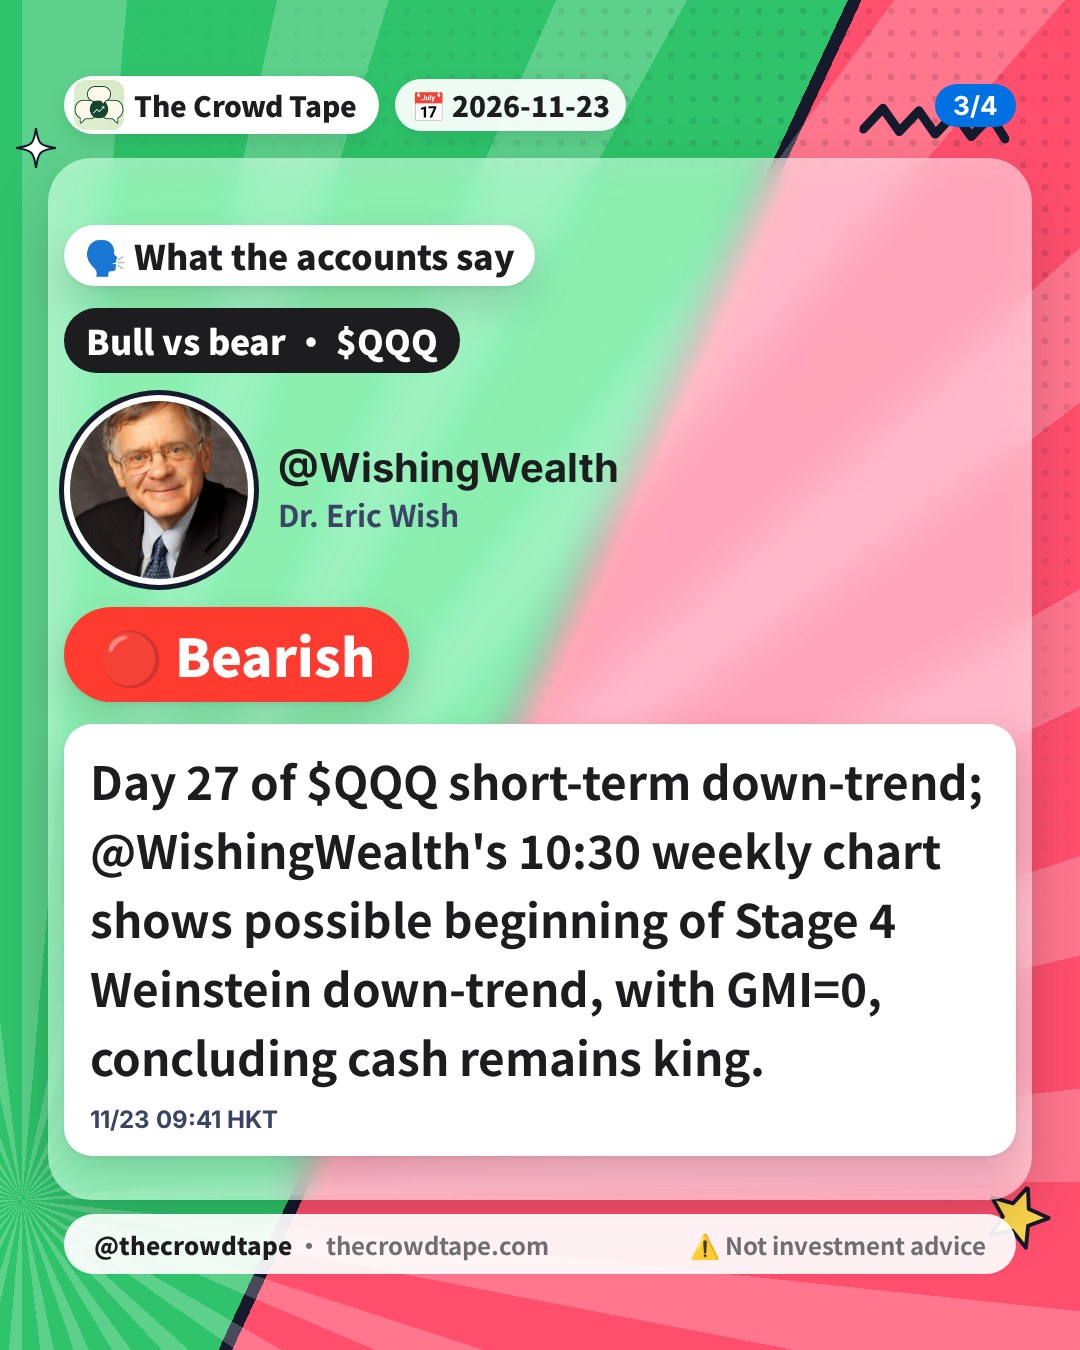 The Crowd Tape
July
2026-11-23
3/4
What the accounts say
Bull vs bear • $QQQ
@WishingWealth
Dr. Eric Wish
Bearish
Day 27 of $QQQ short-term down-trend;
@WishingWealth's 10:30 weekly chart
shows possible beginning of Stage 4
Weinstein down-trend, with GMI=0,
concluding cash remains king.
11/23 09:41 HKT
@thecrowdtape • thecrowdtape.com
Not investment advice